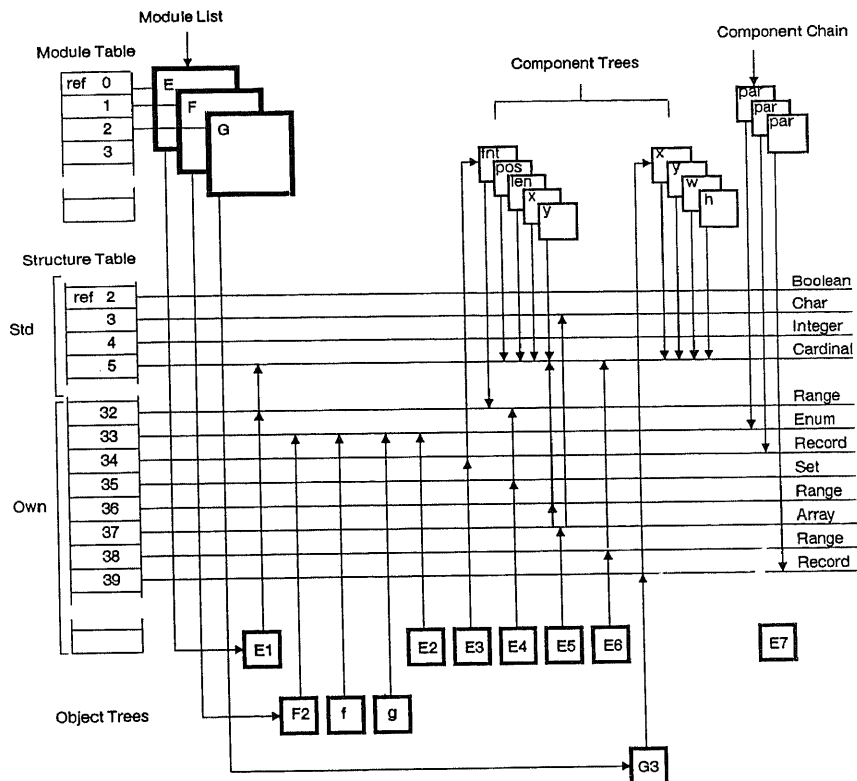 Module List
Component Chain
Module Table
Component Trees
ref 0
1
2
3
E
F
G
fnt
pos
len
x
y
x
y
w
h
par
par
par
Structure Table
Std
ref 2
3
4
5
Boolean
Char
Integer
Cardinal
Own
32
33
34
35
36
37
38
39
Range
Enum
Record
Set
Range
Array
Range
Record
E1
E2
E3
E4
E5
E6
E7
Object Trees
F2
f
g
G3